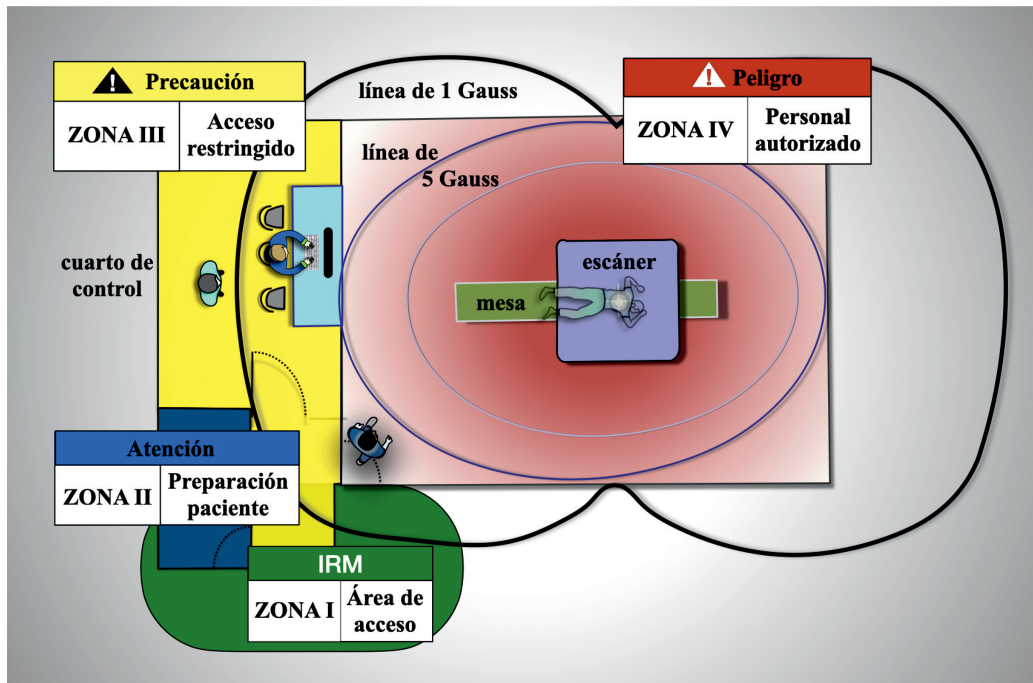 Precaución
ZONA III
Acceso
restringido
línea de 1 Gauss
Peligro
ZONA IV
Personal
autorizado
línea de
5 Gauss
cuarto de
control
escáner
mesa
Atención
ZONA II
Preparación
paciente
IRM
ZONA I
Área de
acceso